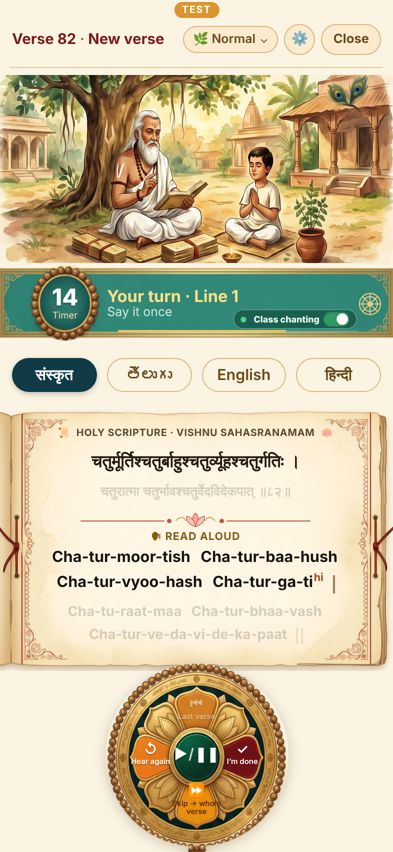 TEST
Verse 82 · New verse
🌿 Normal
Close
14
Timer
Your turn · Line 1
Say it once
Class chanting
संस्कृत
తెలుగు
English
हिन्दी
HOLY SCRIPTURE · VISHNU SAHASRANAMAM
चतुर्मूर्तिश्चतुर्बाहुश्चतुर्व्यूहश्चतुर्गतिः ।
चतुरात्मा चतुर्भावश्चतुर्वेदविदेकपात् ॥८२॥
READ ALOUD
Cha-tur-moor-tish Cha-tur-baa-hush
Cha-tur-vyoo-hash Cha-tur-ga-tihi |
Cha-tu-raat-maa Cha-tur-bhaa-vash
Cha-tur-ve-da-vi-de-ka-paat ||
Last verse
Hear again
I'm done
Skip → whole
verse